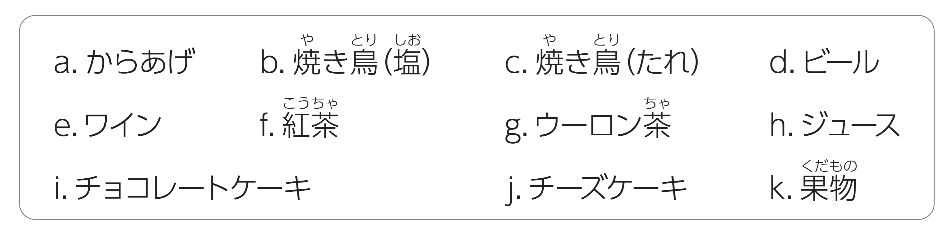 a. からあげ b. 焼き鳥(塩) c. 焼き鳥(たれ) d. ビール
e. ワイン f. 紅茶 g. ウーロン茶 h. ジュース
i. チョコレートケーキ j. チーズケーキ k. 果物